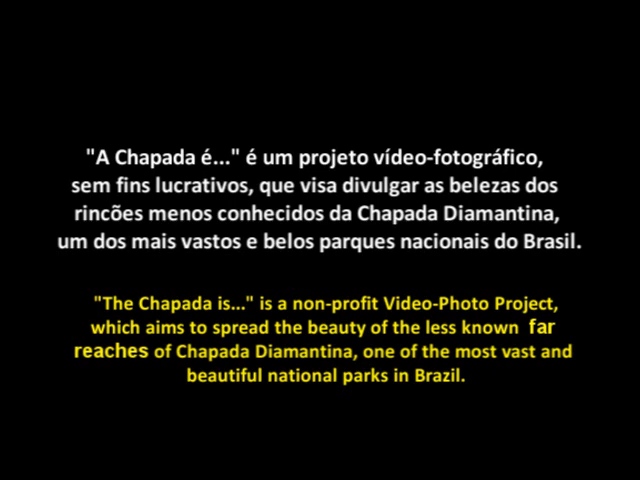 "A Chapada é..." é um projeto vídeo-fotográfico,
sem fins lucrativos, que visa divulgar as belezas dos
rincões menos conhecidos da Chapada Diamantina,
um dos mais vastos e belos parques nacionais do Brasil.
"The Chapada is..." is a non-profit Video-Photo Project,
which aims to spread the beauty of the less known far
reaches of Chapada Diamantina, one of the most vast and
beautiful national parks in Brazil.